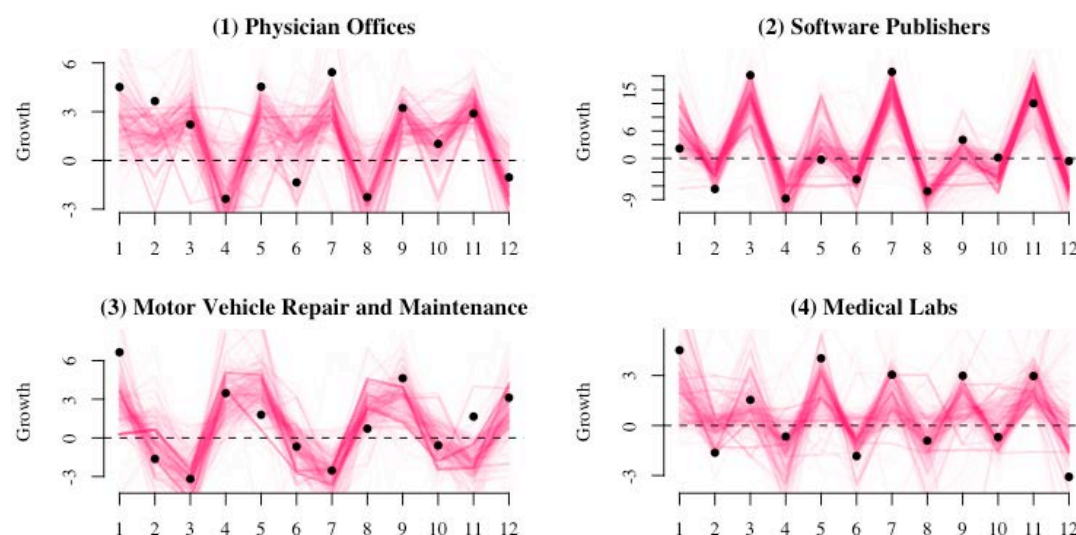 (1) Physician Offices
Growth
6
3
0
-3
1 2 3 4 5 6 7 8 9 10 11 12
(2) Software Publishers
Growth
15
6
0
-9
1 2 3 4 5 6 7 8 9 10 11 12
(3) Motor Vehicle Repair and Maintenance
Growth
6
3
0
-3
1 2 3 4 5 6 7 8 9 10 11 12
(4) Medical Labs
Growth
3
0
-3
1 2 3 4 5 6 7 8 9 10 11 12